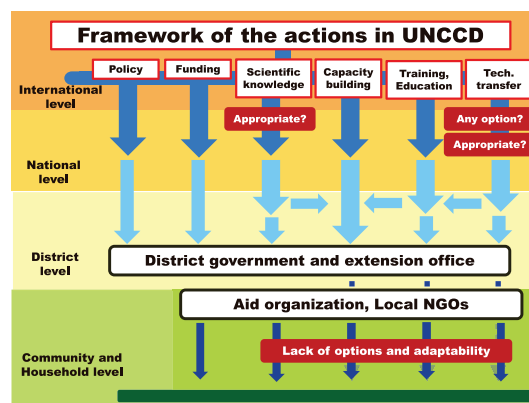 Framework of the actions in UNCCD
Policy
Funding
Scientific
knowledge
Capacity
building
Training,
Education
Tech.
transfer
International
level
Appropriate?
Any option?
Appropriate?
National
level
District
level
District government and extension office
Aid organization, Local NGOs
Community and
Household level
Lack of options and adaptability